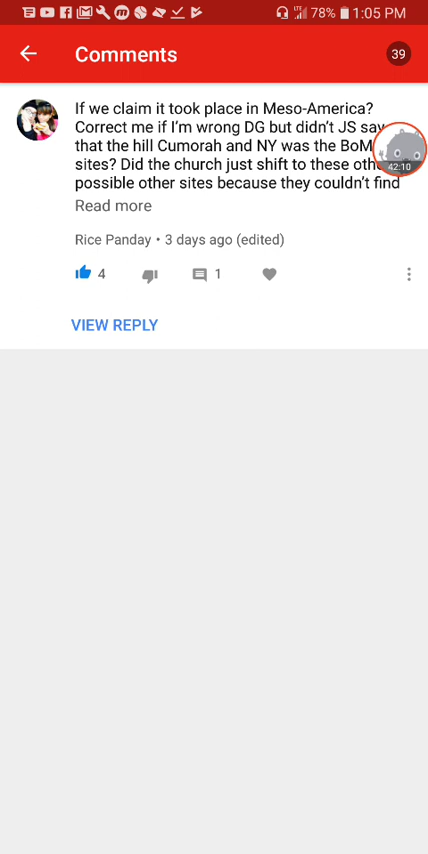 78% 1:05 PM
Comments
39
If we claim it took place in Meso-America?
Correct me if I'm wrong DG but didn't JS say
that the hill Cumorah and NY was the BoM
sites? Did the church just shift to these
possible other sites because they couldn't find
42:10
Read more
Rice Panday • 3 days ago (edited)
4
1
VIEW REPLY